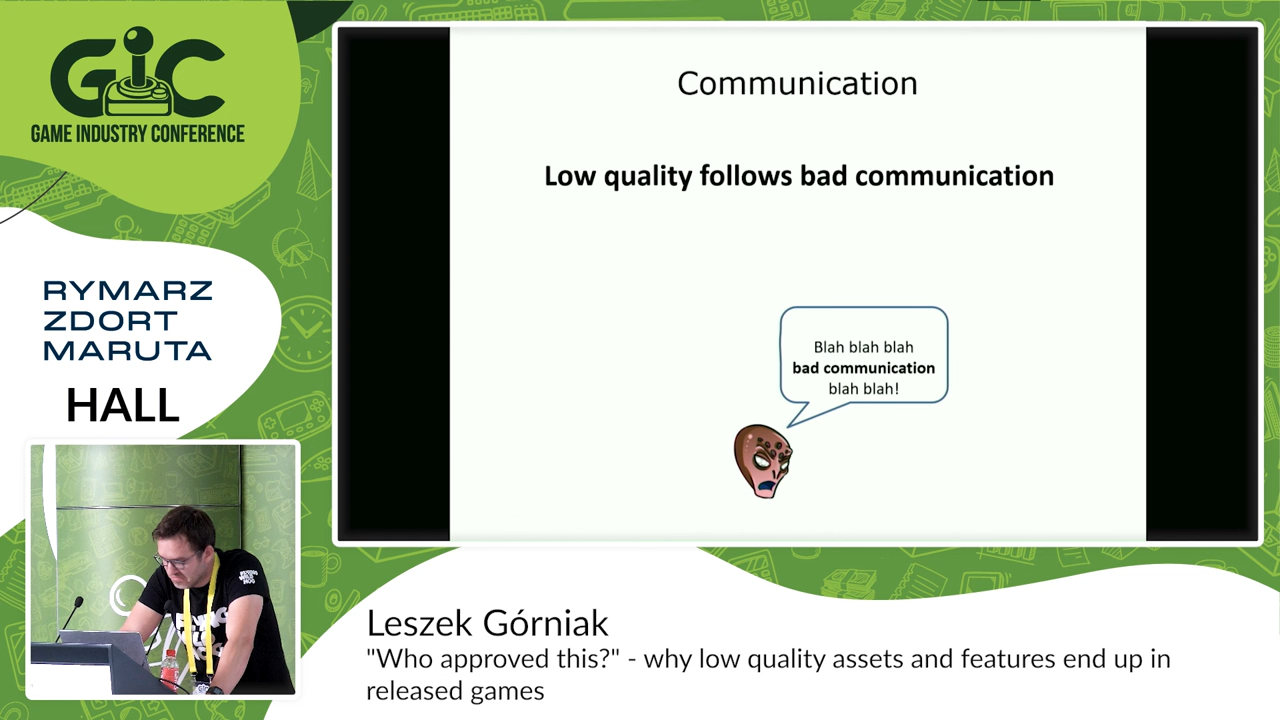 GIC
GAME INDUSTRY CONFERENCE
RYMARZ
ZDORT
MARUTA
HALL
Communication
Low quality follows bad communication
Blah blah blah
bad communication
blah blah!
Leszek Górniak
"Who approved this?" - why low quality assets and features end up in
released games